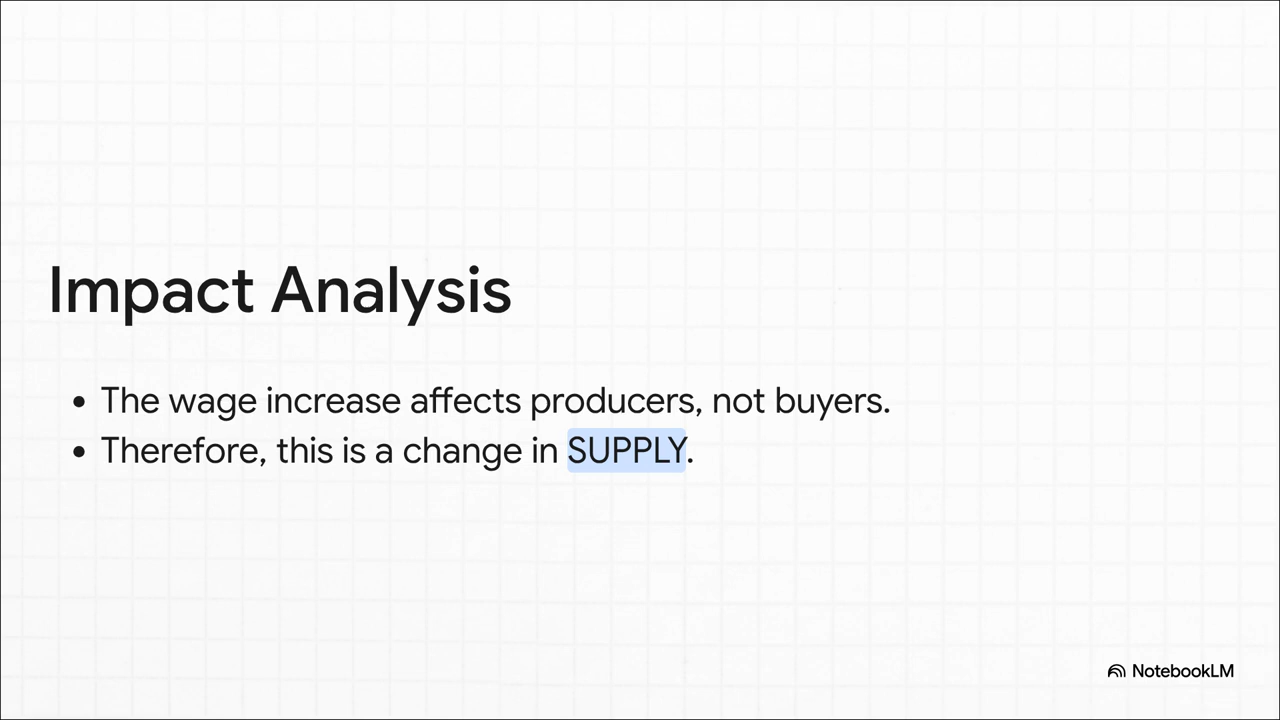 Impact Analysis
• The wage increase affects producers, not buyers.
• Therefore, this is a change in SUPPLY.
NotebookLM